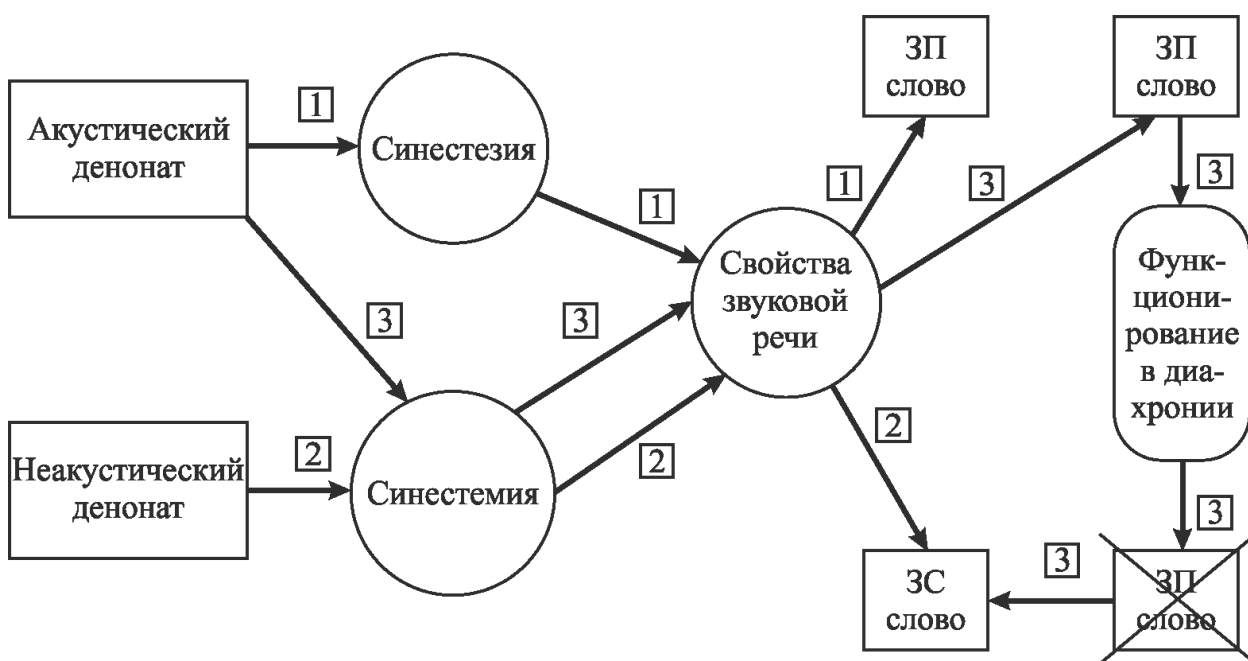 Акустический
денонат
1
Синестезия
1
ЗП
слово
ЗП
слово
1
3
3
3
3
Свойства
звуковой
речи
Функ-
циони-
рование
в диа-
хронии
Неакустический
денонат
2
Синестемия
2
2
3
ЗС
слово
3
ЗП
слово